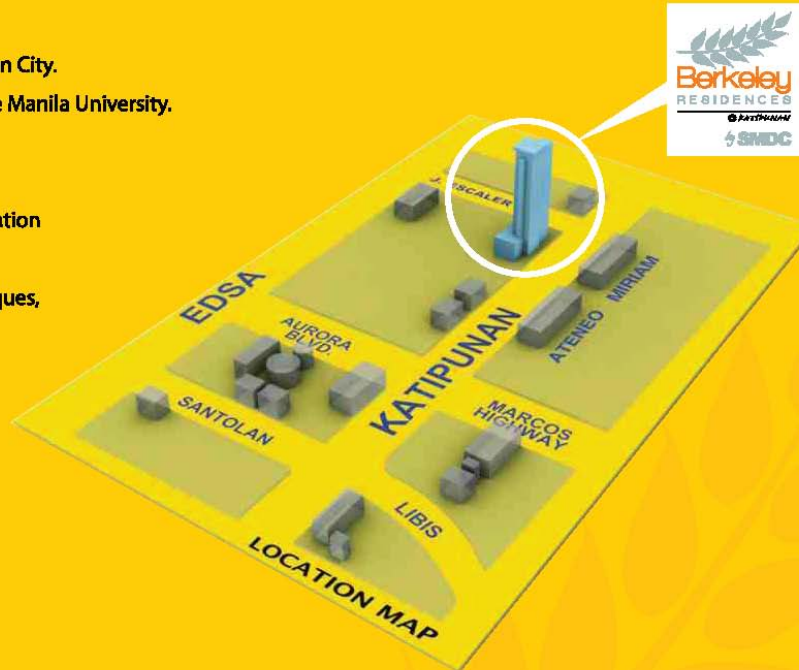 n City.
e Manila University.
ation
ques,
Berkeley
RESIDENCES
@ KATIPUNAN
SMDC
J. ESCALER
EDSA
AURORA
BLVD.
SANTOLAN
KATIPUNAN
ATENEO
MIRIAM
MARCOS
HIGHWAY
LIBIS
LOCATION MAP